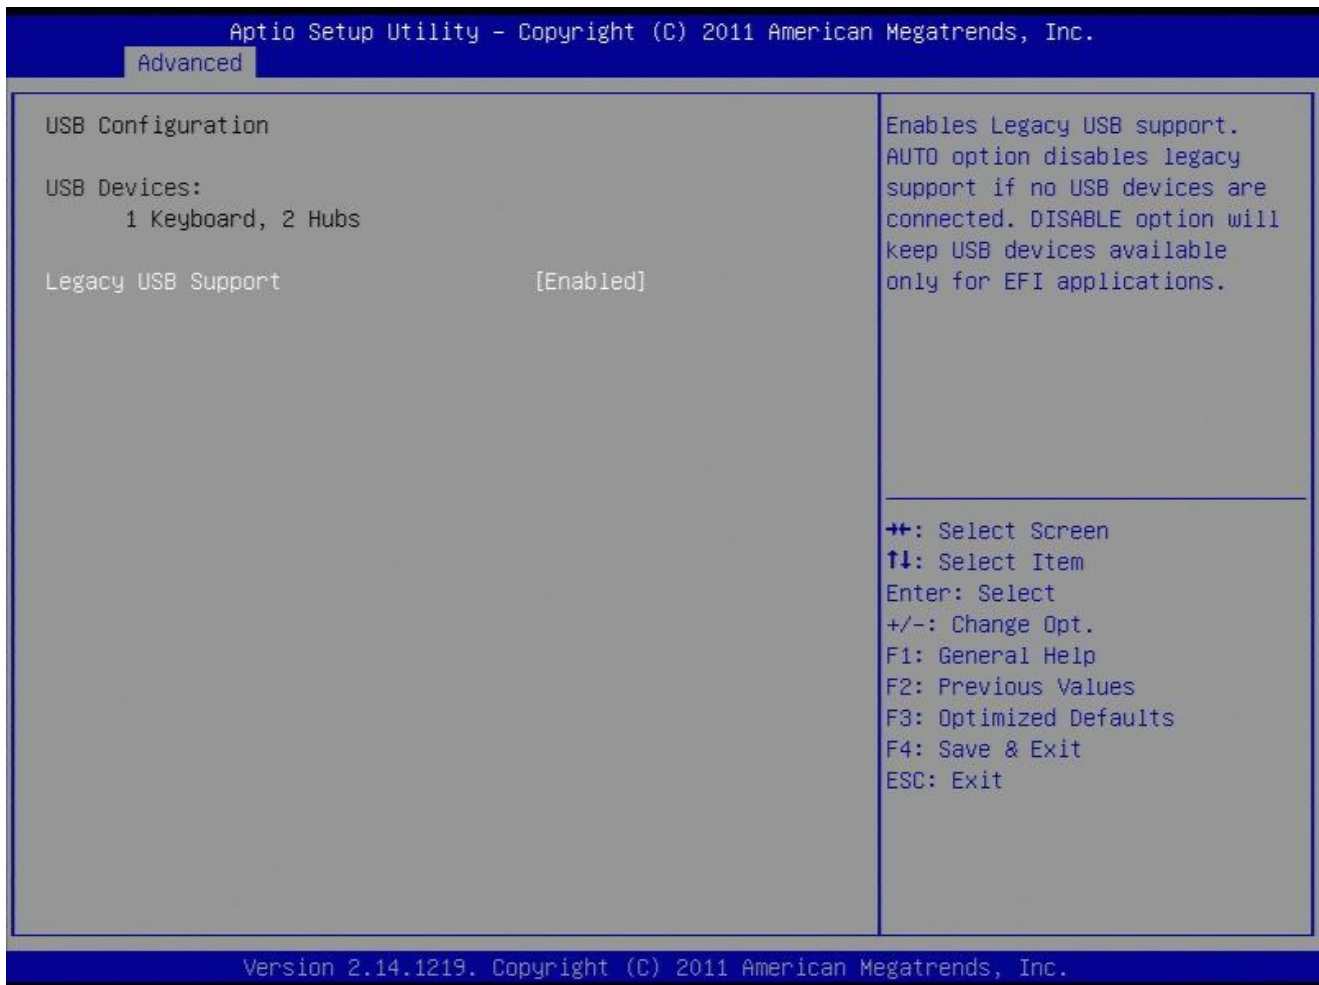 Aptio Setup Utility – Copyright (C) 2011 American Megatrends, Inc.
Advanced
USB Configuration
USB Devices:
1 Keyboard, 2 Hubs
Legacy USB Support [Enabled]
Enables Legacy USB support.
AUTO option disables legacy
support if no USB devices are
connected. DISABLE option will
keep USB devices available
only for EFI applications.
→←: Select Screen
↑↓: Select Item
Enter: Select
+/-: Change Opt.
F1: General Help
F2: Previous Values
F3: Optimized Defaults
F4: Save & Exit
ESC: Exit
Version 2.14.1219. Copyright (C) 2011 American Megatrends, Inc.